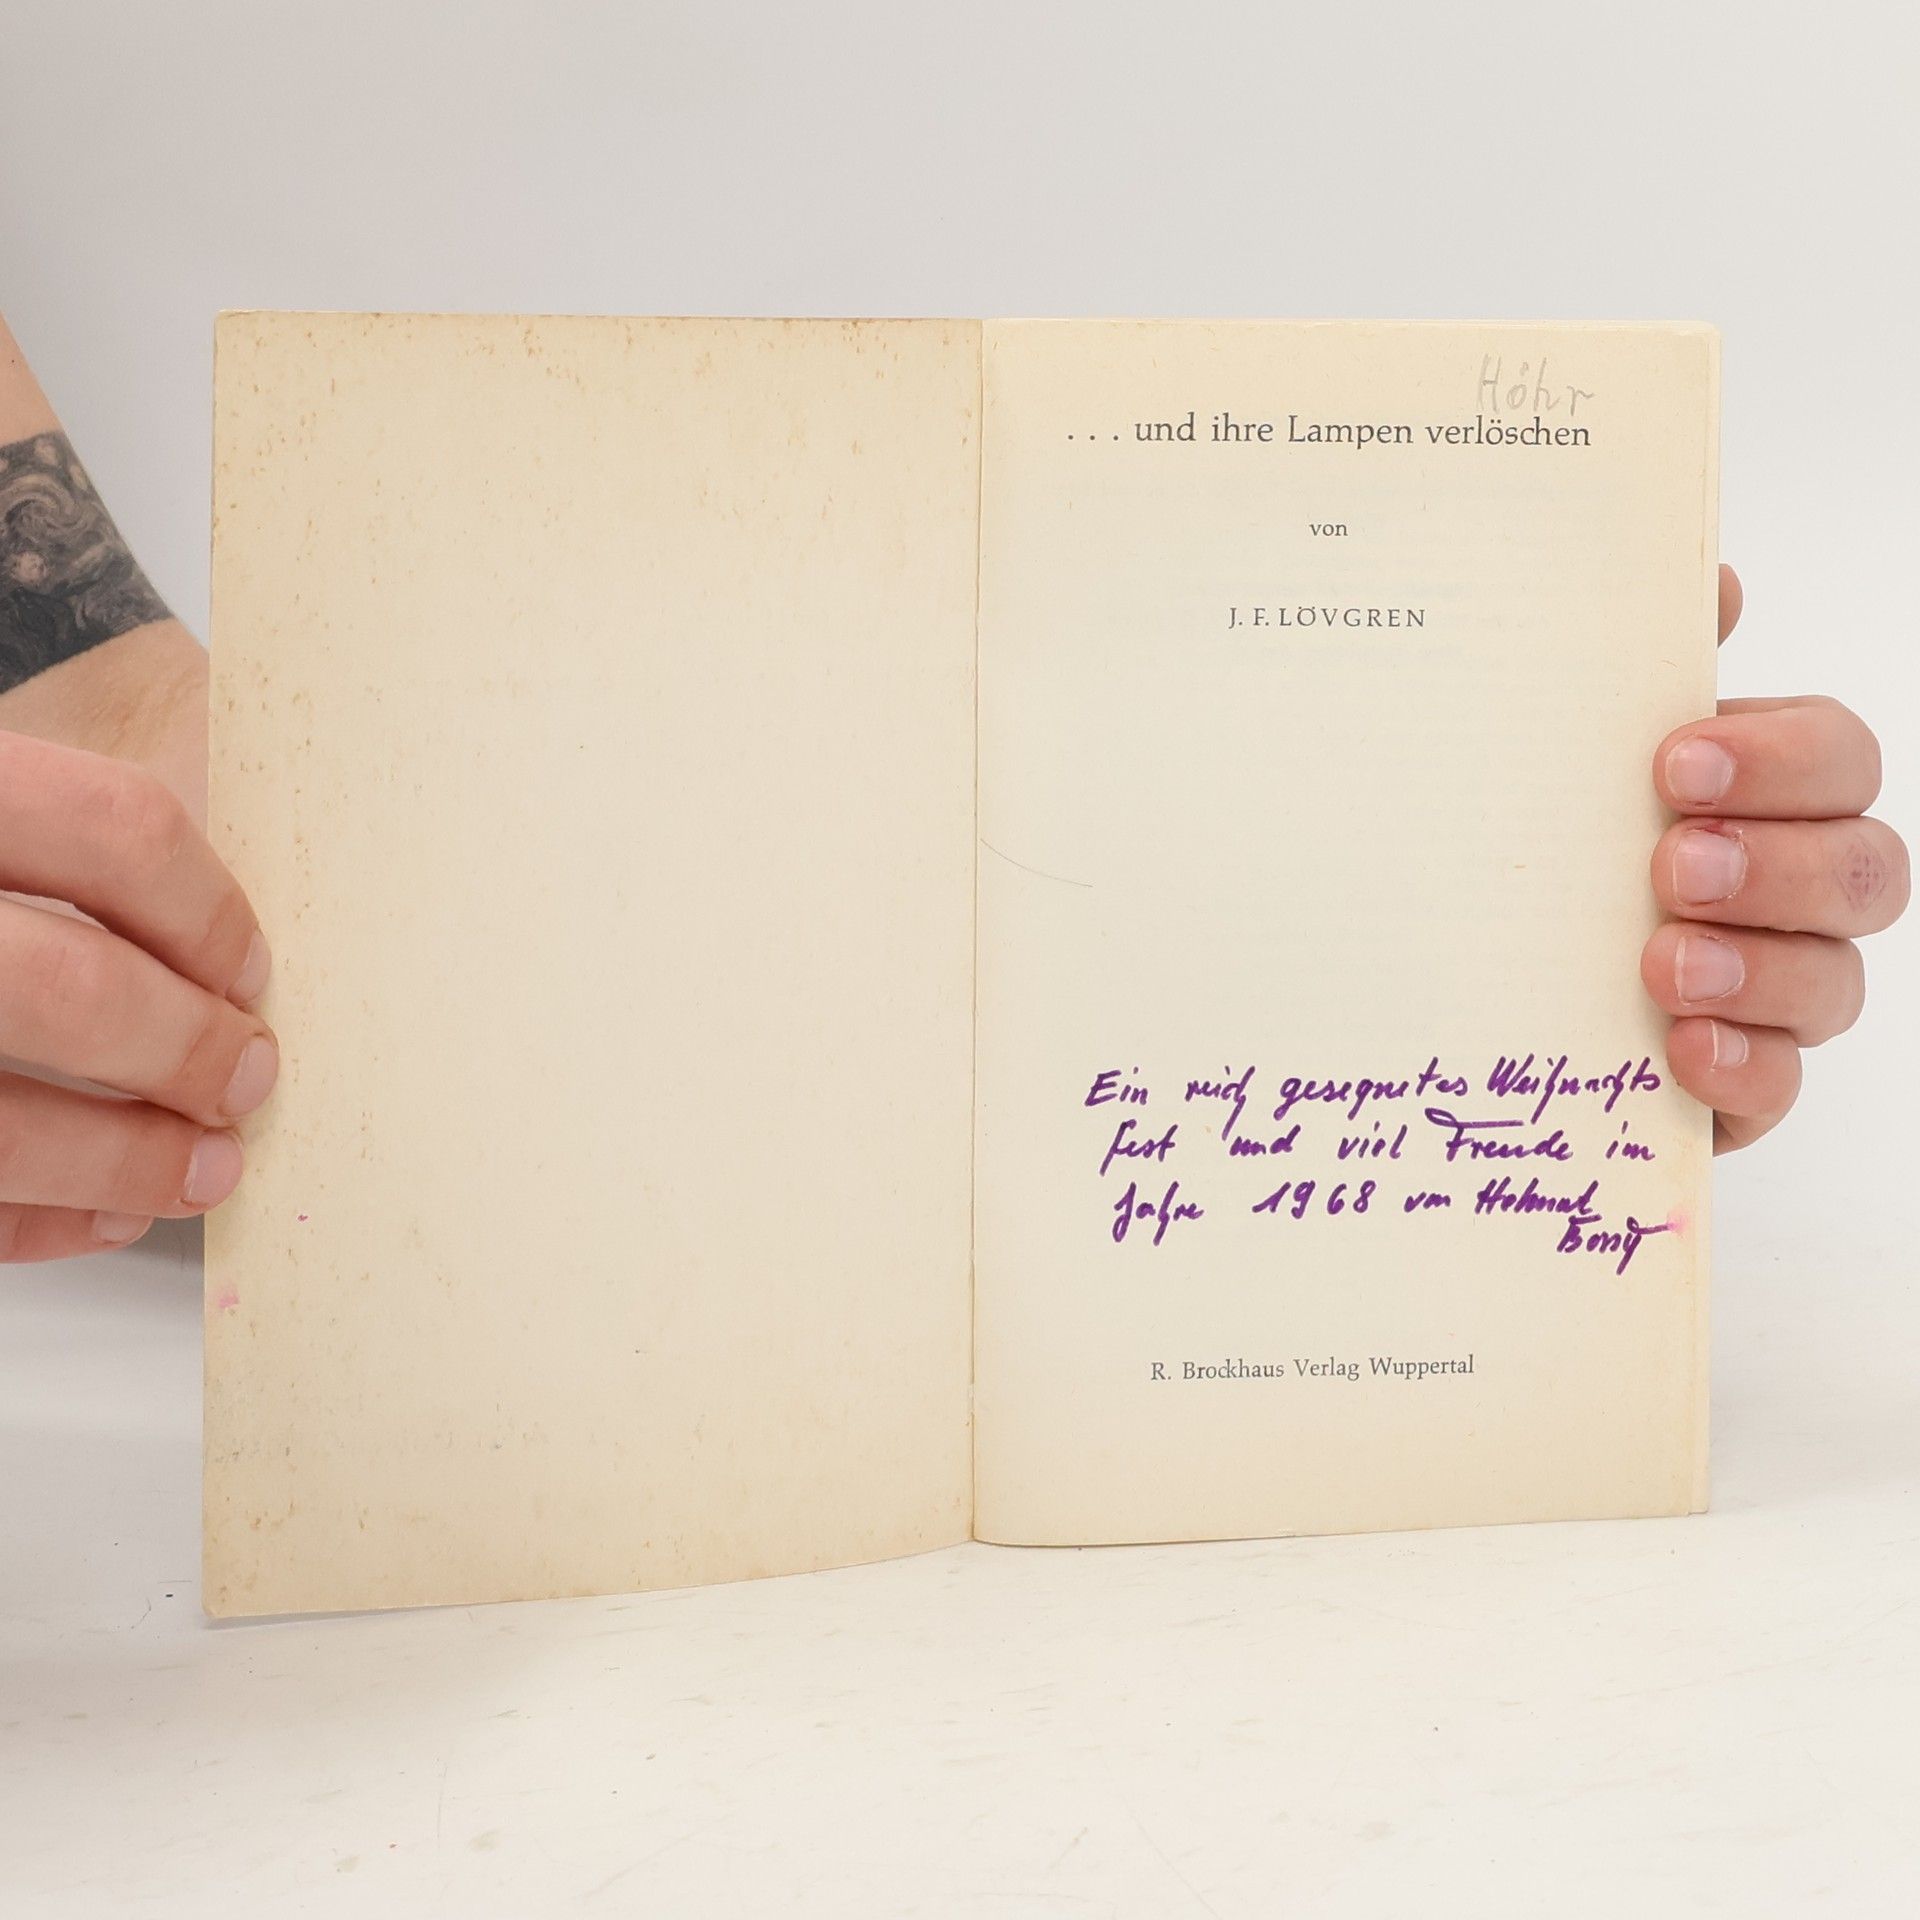 Höhr
. . . und ihre Lampen verlöschen
von
J. F. LÖVGREN
Ein reich gesegnetes Weihnachts
fest und viel Freude im
Jahre 1968 von Helmut
R. Brockhaus Verlag Wuppertal